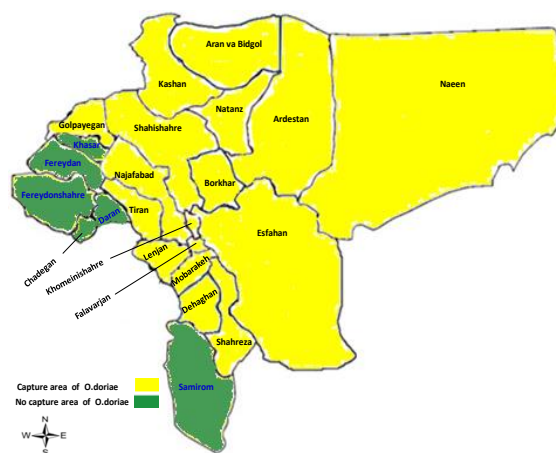 Aran va Bidgol
Kashan
Naeen
Natanz
Ardestan
Golpayegan
Shahishahre
Khasar
Fereydan
Najafabad
Borkhar
Fereydonshahre
Daran
Tiran
Esfahan
Chadegan
Khomeinishahre
Lenjan
Falavarjan
Mobarakeh
Dehaghan
Shahreza
Samirom
Capture area of O.doriae
No capture area of O.doriae
N
W E
S